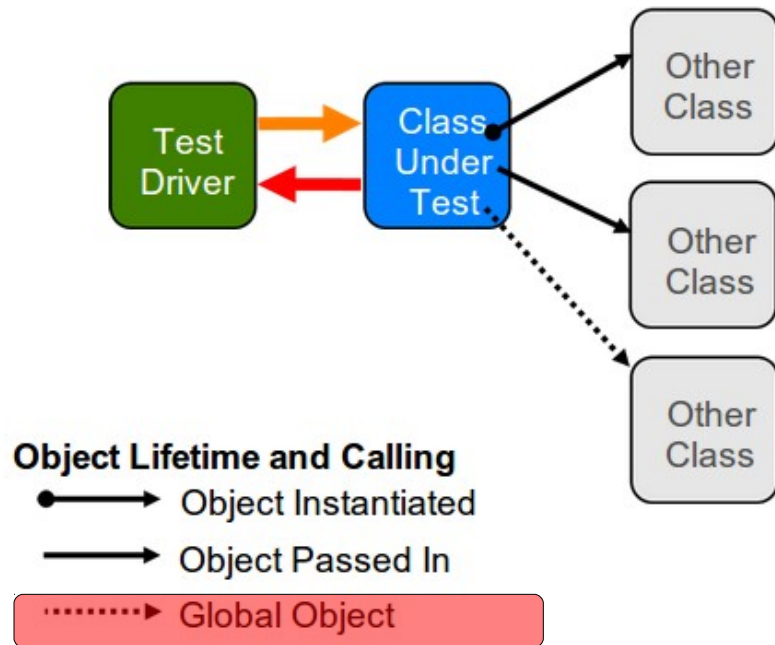 Test
Driver
Class
Under
Test
Other
Class
Other
Class
Other
Class
Object Lifetime and Calling
Object Instantiated
Object Passed In
Global Object